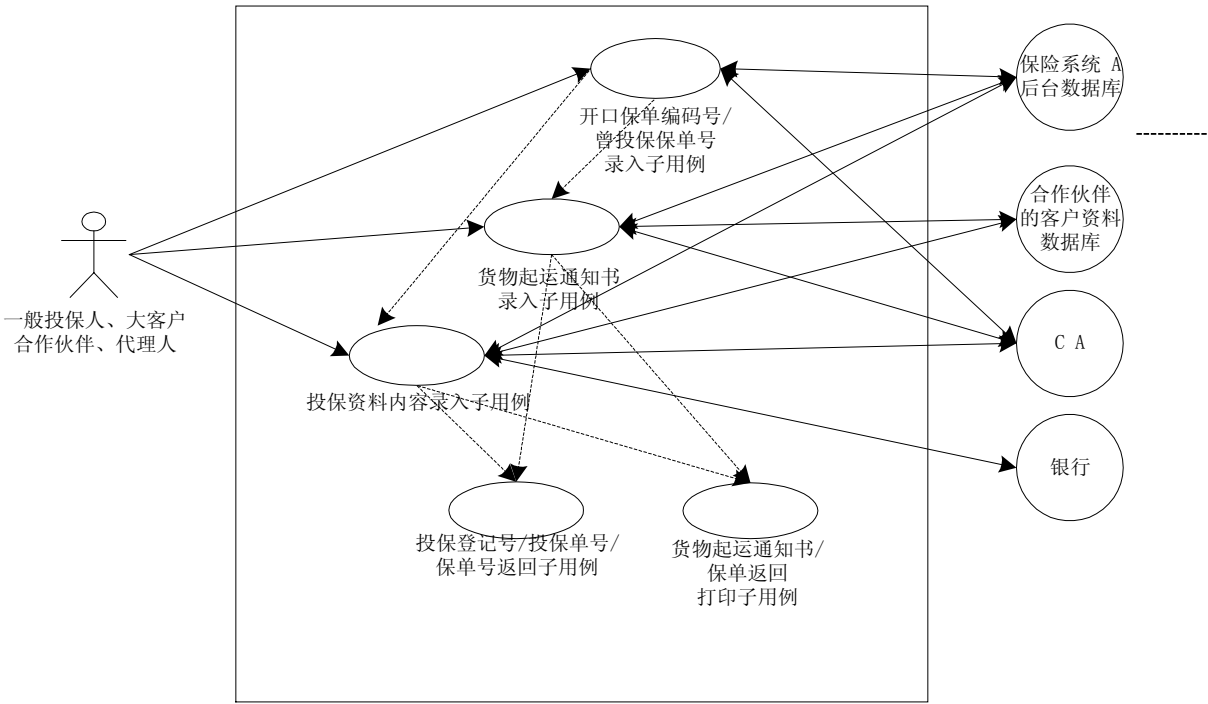 开口保单编码号/
曾投保保单号
录入子用例
保险系统 A
后台数据库
合作伙伴
的客户资料
数据库
货物起运通知书
录入子用例
一般投保人、大客户
合作伙伴、代理人
C A
投保资料内容录入子用例
银行
投保登记号/投保单号/
保单号返回子用例
货物起运通知书/
保单返回
打印子用例